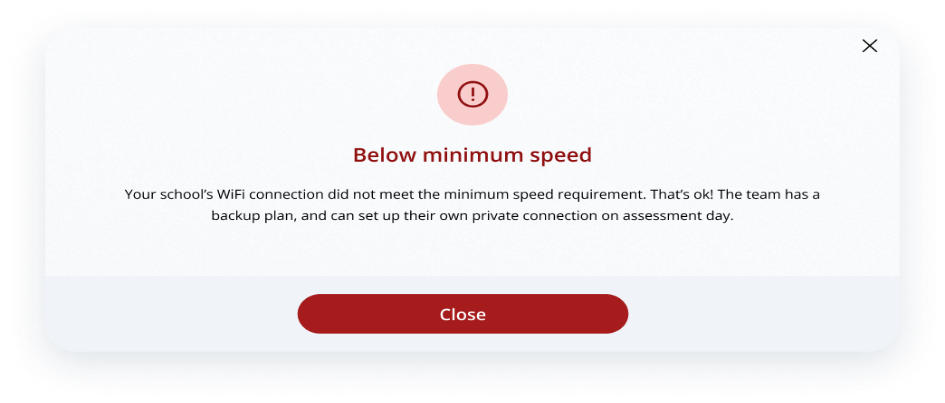 Below minimum speed
Your school’s WiFi connection did not meet the minimum speed requirement. That’s ok! The team has a
backup plan, and can set up their own private connection on assessment day.
Close